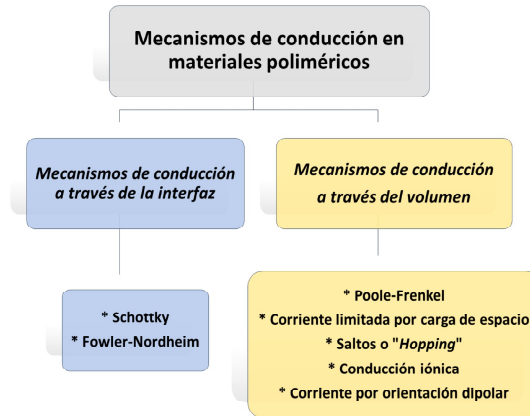 Mecanismos de conducción en
materiales poliméricos
Mecanismos de conducción
a través de la interfaz
Mecanismos de conducción
a través del volumen
* Schottky
* Fowler-Nordheim
* Poole-Frenkel
* Corriente limitada por carga de espacio
* Saltos o "Hopping"
* Conducción iónica
* Corriente por orientación dipolar